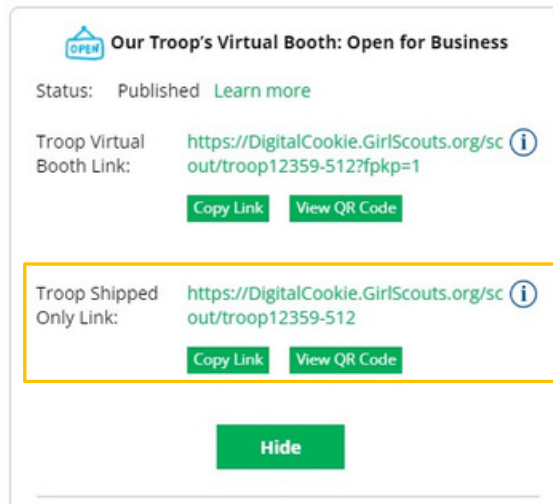 OPEN Our Troop's Virtual Booth: Open for Business
Status: Published Learn more
Troop Virtual https://DigitalCookie.GirlScouts.org/sc i
Booth Link: out/troop12359-512?fpkp=1
Copy Link View QR Code
Troop Shipped https://DigitalCookie.GirlScouts.org/sc i
Only Link: out/troop12359-512
Copy Link View QR Code
Hide